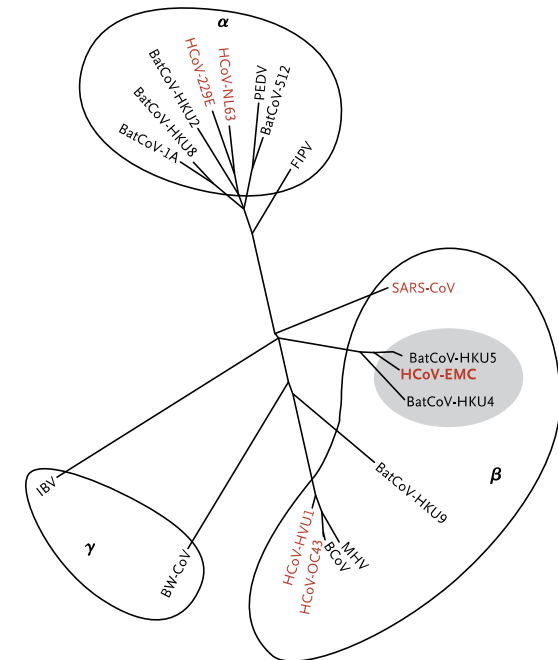 α
BatCoV-HKU2
HCoV-229E
HCoV-NL63
PEDV
BatCoV-512
BatCoV-HKU8
BatCoV-1A
FIPV
SARS-CoV
BatCoV-HKU5
HCoV-EMC
BatCoV-HKU4
β
BatCoV-HKU9
IBV
γ
BW-CoV
HCoV-HVU1
HCoV-OC43
BCoV
MHV